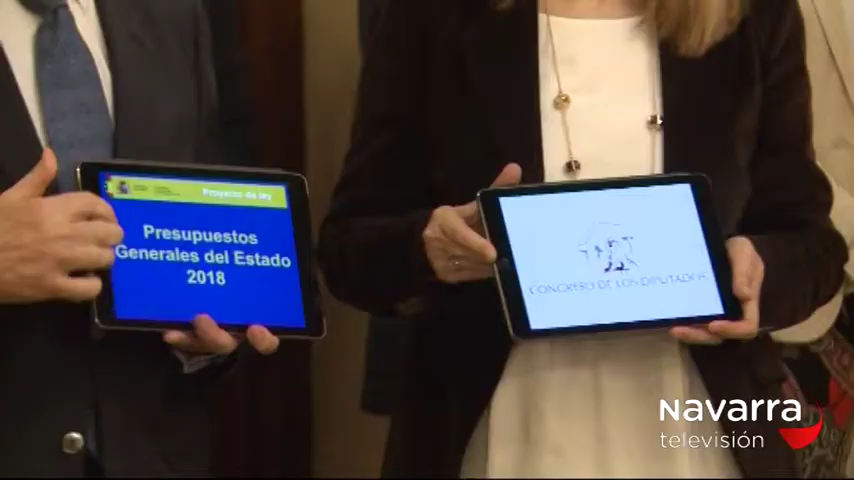 Proyecto de ley
Presupuestos
Generales del Estado
2018
CONGRESO DE LOS DIPUTADOS
Navarra
televisión